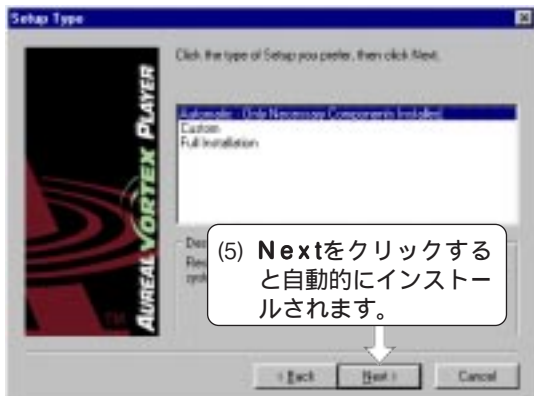 Setup Type
Click the type of Setup you prefer, then click Next.
AUREAL VORTEX PLAYER
TM
Automatic - Only Necessary Components Installed
Custom
Full Installation
(5) Nextをクリックする
と自動的にインストー
ルされます。
< Back
Next >
Cancel